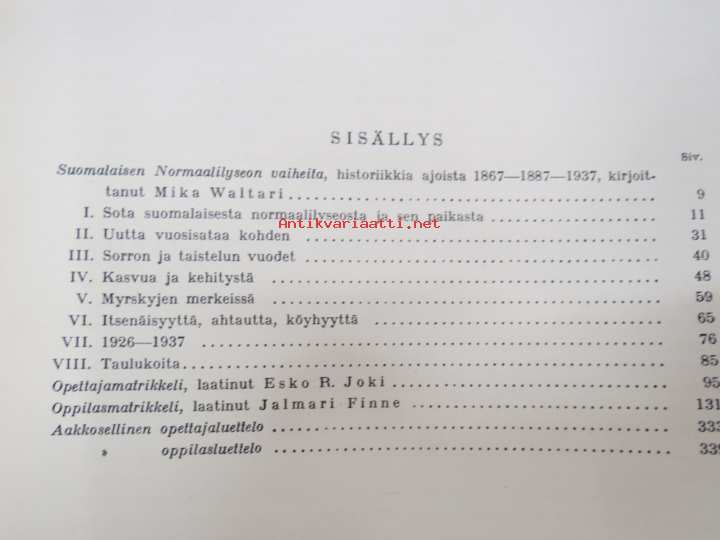 SISÄLLYS
Siv.
Suomalaisen Normaalilyseon vaiheita, historiikkia ajoista 1867—1887—1937, kirjoit-
tanut Mika Waltari 9
I. Sota suomalaisesta normaalilyseosta ja sen paikasta 11
Antikvariaatti.net
II. Uutta vuosisataa kohden 31
III. Sorron ja taistelun vuodet 40
IV. Kasvua ja kehitystä 48
V. Myrskyjen merkeissä 59
VI. Itsenäisyyttä, ahtautta, köyhyyttä 65
VII. 1926—1937 76
VIII. Taulukoita 85
Opettajamatrikkeli, laatinut Esko R. Joki 95
Oppilasmatrikkeli, laatinut Jalmari Finne 131
Aakkosellinen opettajaluettelo 333
» oppilasluettelo 339